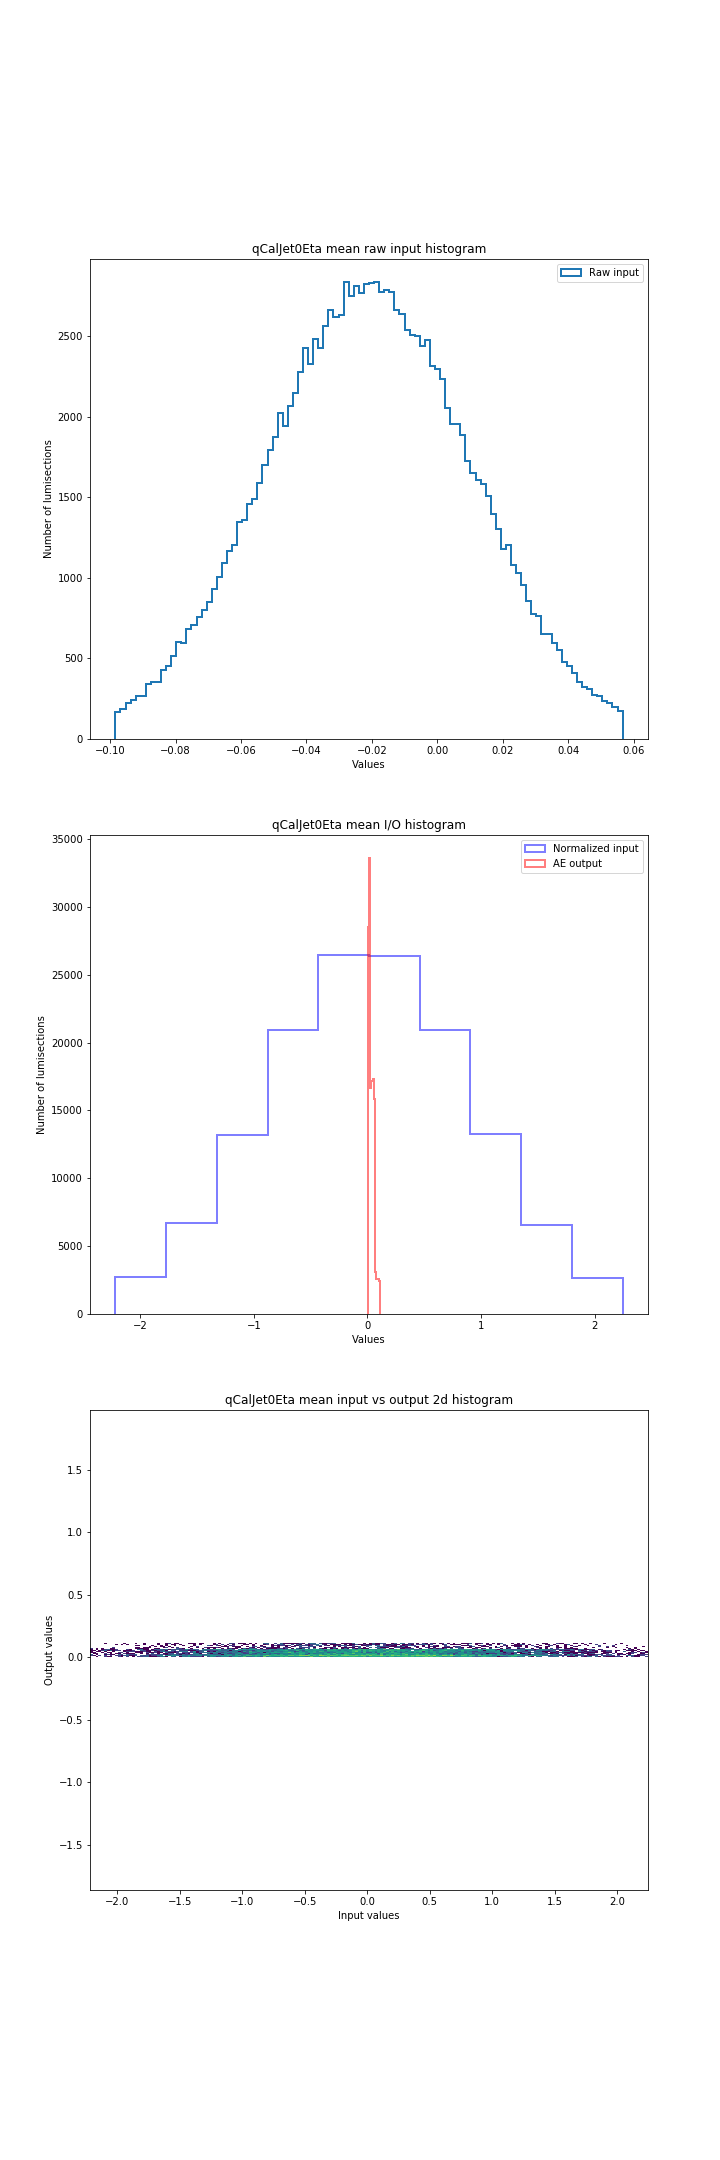 qCalJet0Eta mean raw input histogram
Raw input
2500
2000
1500
1000
500
0
Number of lumisections
−0.10 −0.08 −0.06 −0.04 −0.02 0.00 0.02 0.04 0.06
Values
qCalJet0Eta mean I/O histogram
Normalized input
AE output
35000
30000
25000
20000
15000
10000
5000
0
Number of lumisections
−2 −1 0 1 2
Values
qCalJet0Eta mean input vs output 2d histogram
1.5
1.0
0.5
0.0
−0.5
−1.0
−1.5
Output values
−2.0 −1.5 −1.0 −0.5 0.0 0.5 1.0 1.5 2.0
Input values